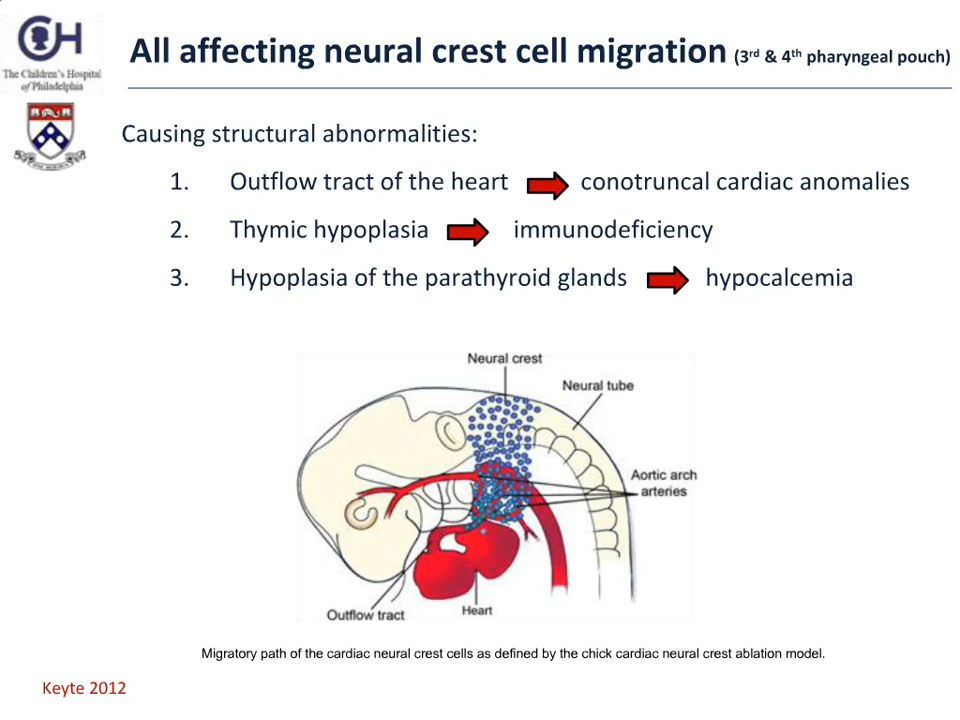 CH
The Children's Hospital
of Philadelphia
All affecting neural crest cell migration (3rd & 4th pharyngeal pouch)
Causing structural abnormalities:
1. Outflow tract of the heart conotruncal cardiac anomalies
2. Thymic hypoplasia immunodeficiency
3. Hypoplasia of the parathyroid glands hypocalcemia
Neural crest
Neural tube
Aortic arch
arteries
Outflow tract
Heart
Migratory path of the cardiac neural crest cells as defined by the chick cardiac neural crest ablation model.
Keyte 2012